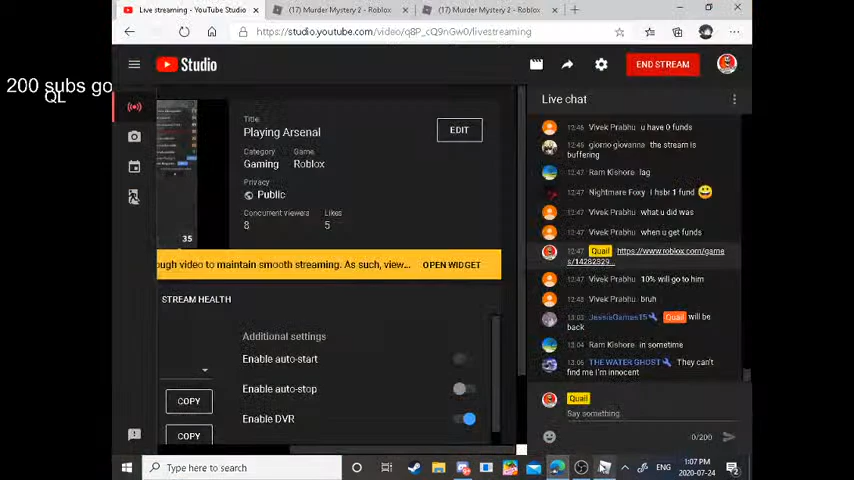 Live streaming - YouTube Studio
(17) Murder Mystery 2 - Roblox
(17) Murder Mystery 2 - Roblox
https://studio.youtube.com/video/q8P_cQ9nGw0/livestreaming
Studio
END STREAM
200 subs go
QL
Live chat
Title
Playing Arsenal
EDIT
Category
Game
Gaming
Roblox
Privacy
Public
Concurrent viewers
Likes
8
5
35
ough video to maintain smooth streaming. As such, view...
OPEN WIDGET
STREAM HEALTH
Additional settings
Enable auto-start
Enable auto-stop
COPY
Enable DVR
COPY
12:46 Vivek Prabhu u have 0 funds
12:46 giorno giovanna the stream is
buffering
12:47 Ram Kishore lag
12:47 Nightmare Foxy I hsbr 1 fund
12:47 Vivek Prabhu what u did was
12:47 Vivek Prabhu when u get funds
12:47 Quail https://www.roblox.com/game
s/14282829...
12:47 Vivek Prabhu 10% will go to him
12:48 Vivek Prabhu bruh
13:03 JessieGames15 Quail will be
back
13:04 Ram Kishore in sometime
13:06 THE WATER GHOST They can't
find me I'm innocent
Quail
Say something...
0/200
Type here to search
ENG
1:07 PM
2020-07-24
2